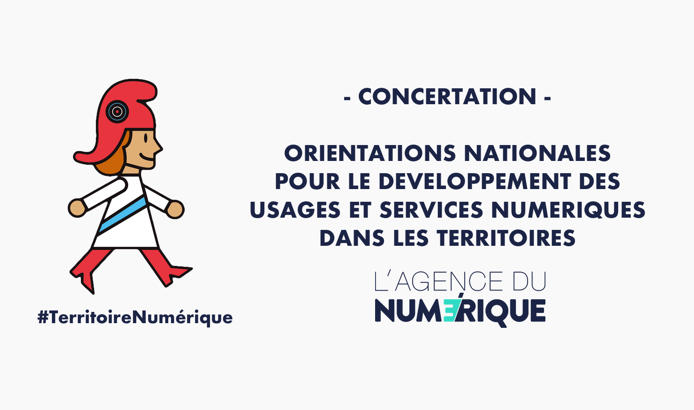 - CONCERTATION -
ORIENTATIONS NATIONALES
POUR LE DEVELOPPEMENT DES
USAGES ET SERVICES NUMERIQUES
DANS LES TERRITOIRES
L'AGENCE DU
NUMÉRIQUE
#TerritoireNumérique